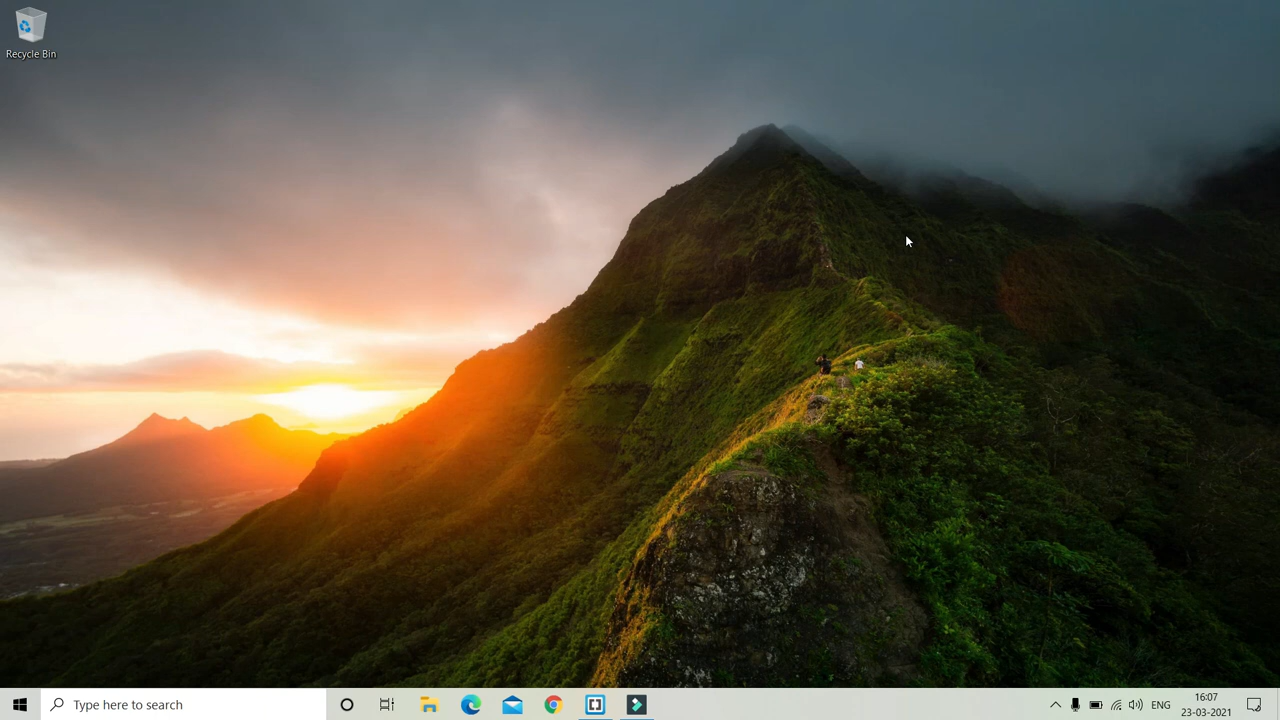 Recycle Bin
Type here to search
ENG
16:07
23-03-2021